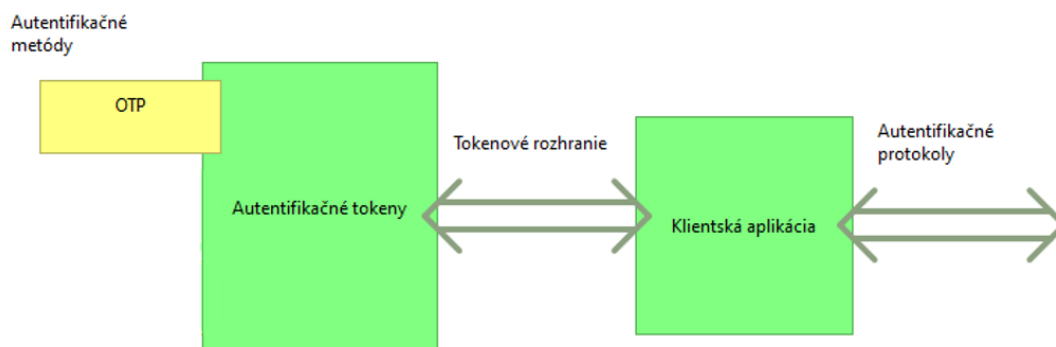 Autentifikačné
metódy
OTP
Tokenové rozhranie
Autentifikačné
protokoly
Autentifikačné tokeny
Klientská aplikácia